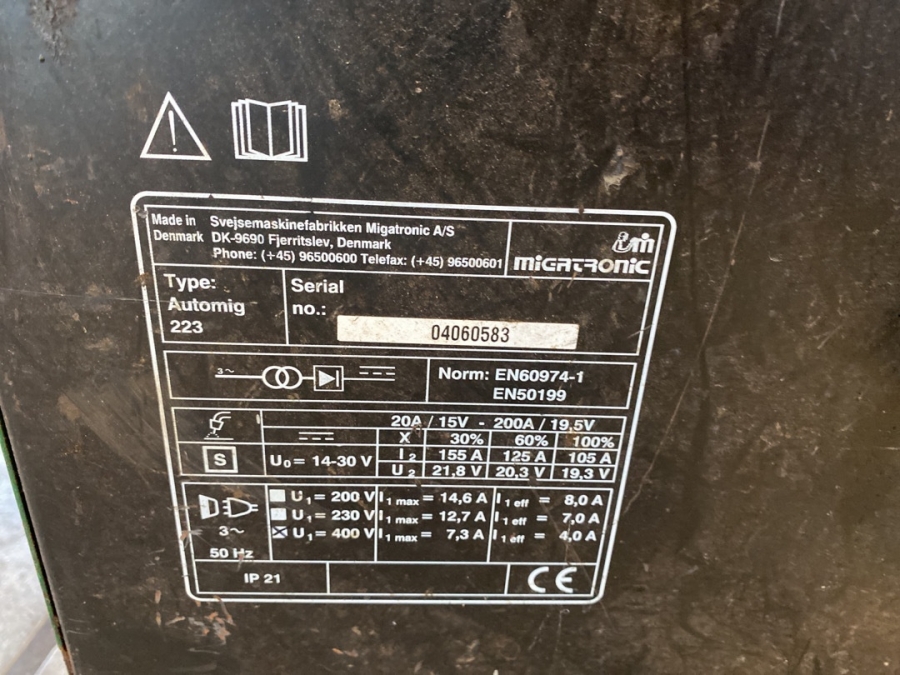 Made in Denmark
Svejsemaskinefabrikken Migatronic A/S
DK-9690 Fjerritslev, Denmark
Phone: (+45) 96500600 Telefax: (+45) 96500601
MIGATRONIC
Type:
Automig
223
Serial
no.:
04060583
3~
Norm: EN60974-1
EN50199
20A / 15V - 200A / 19,5V
X 30% 60% 100%
S
U₀= 14-30 V
I₂ 155 A 125 A 105 A
U₂ 21,8 V 20,3 V 19,3 V
U₁= 200 V I₁ max = 14,6 A I₁ eff = 8,0 A
U₁= 230 V I₁ max = 12,7 A I₁ eff = 7,0 A
U₁= 400 V I₁ max = 7,3 A I₁ eff = 4,0 A
3~
50 Hz
IP 21
CE